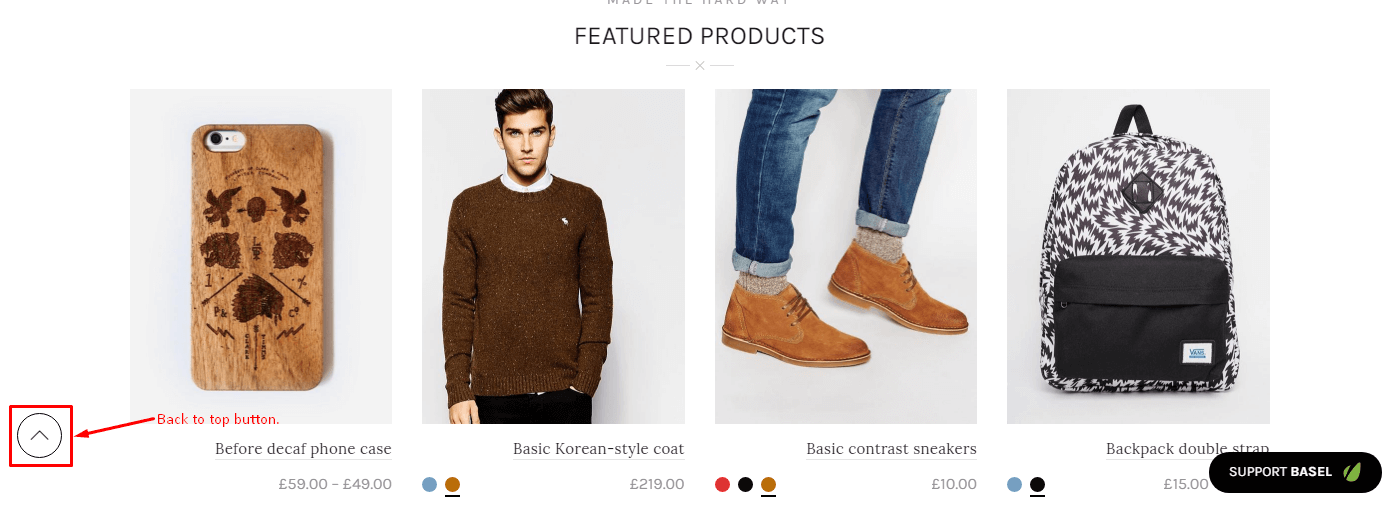 MADE THE HARD WAY
FEATURED PRODUCTS
Back to top button.
Before decaf phone case
£59.00 – £49.00
Basic Korean-style coat
£219.00
Basic contrast sneakers
£10.00
Backpack double strap
£15.00
VANS
SUPPORT BASEL